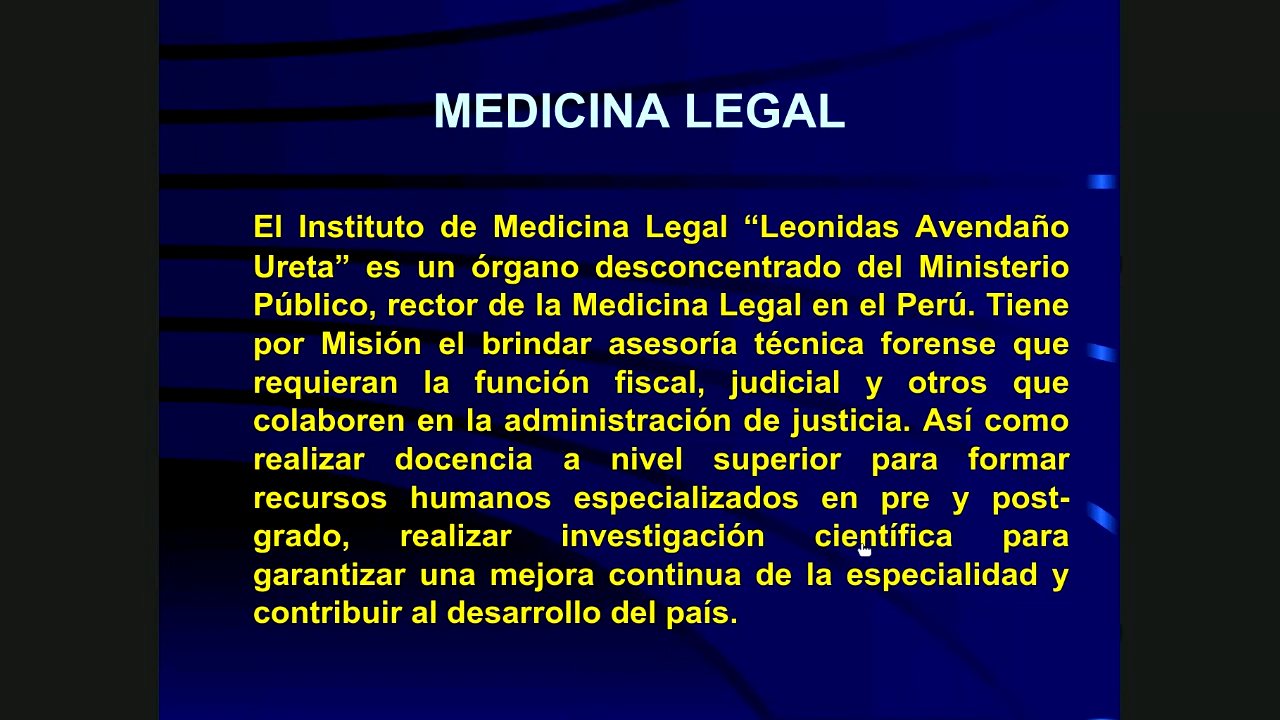 MEDICINA LEGAL
El Instituto de Medicina Legal “Leonidas Avendaño
Ureta” es un órgano desconcentrado del Ministerio
Público, rector de la Medicina Legal en el Perú. Tiene
por Misión el brindar asesoría técnica forense que
requieran la función fiscal, judicial y otros que
colaboren en la administración de justicia. Así como
realizar docencia a nivel superior para formar
recursos humanos especializados en pre y post-
grado, realizar investigación científica para
garantizar una mejora continua de la especialidad y
contribuir al desarrollo del país.